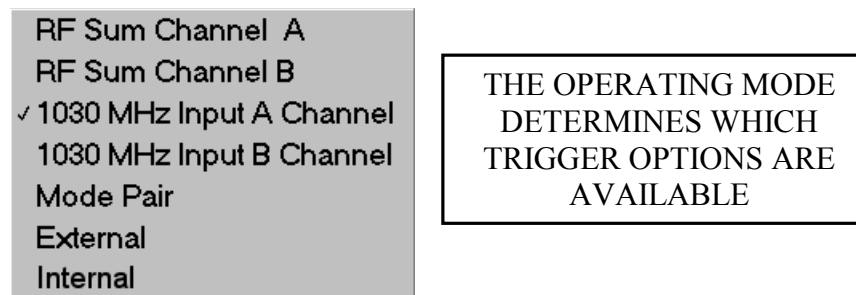 RF Sum Channel A
RF Sum Channel B
✓ 1030 MHz Input A Channel
1030 MHz Input B Channel
Mode Pair
External
Internal
THE OPERATING MODE
DETERMINES WHICH
TRIGGER OPTIONS ARE
AVAILABLE